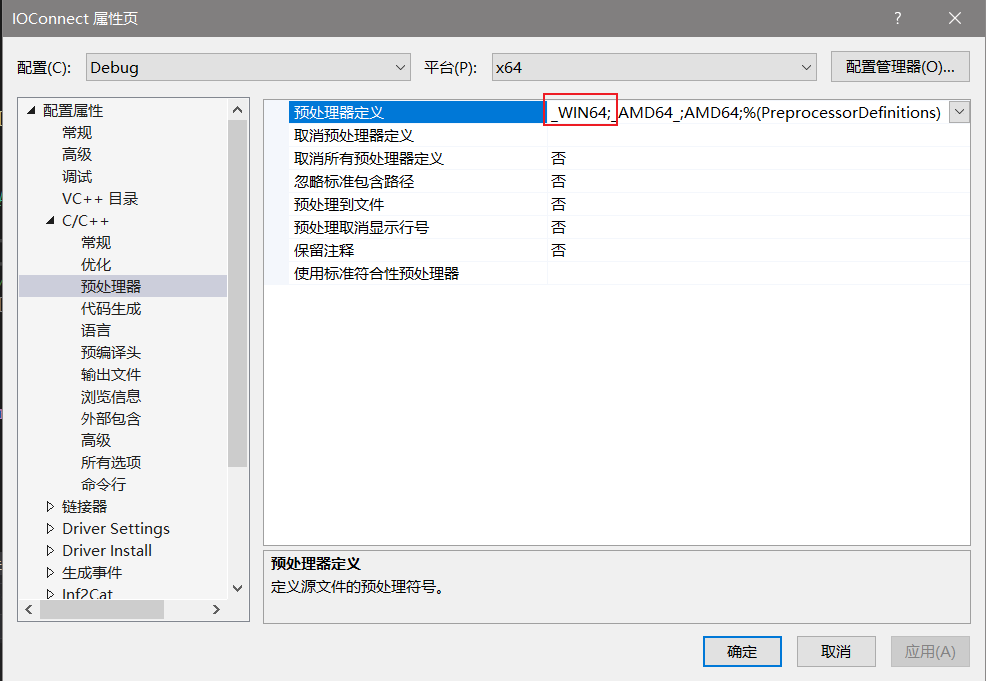 IOConnect 属性页
?
配置(C): Debug 平台(P): x64 配置管理器(O)...
配置属性
常规
高级
调试
VC++ 目录
C/C++
常规
优化
预处理器
代码生成
语言
预编译头
输出文件
浏览信息
外部包含
高级
所有选项
命令行
链接器
Driver Settings
Driver Install
生成事件
Inf2Cat
预处理器定义 _WIN64;_AMD64_;AMD64;%(PreprocessorDefinitions)
取消预处理器定义
取消所有预处理器定义 否
忽略标准包含路径 否
预处理到文件 否
预处理取消显示行号 否
保留注释 否
使用标准符合性预处理器
预处理器定义
定义源文件的预处理符号。
确定 取消 应用(A)